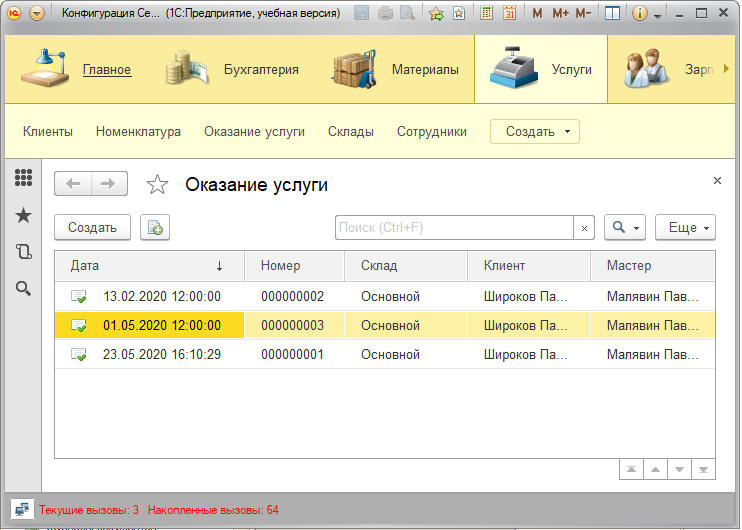 Конфигурация Се... (1С:Предприятие, учебная версия)
M M+ M-
31
Главное Бухгалтерия Материалы Услуги Зарп
Клиенты Номенклатура Оказание услуги Склады Сотрудники Создать
Оказание услуги
Создать Поиск (Ctrl+F) Еще
Дата Номер Склад Клиент Мастер
13.02.2020 12:00:00 000000002 Основной Широков Па... Малявин Пав...
01.05.2020 12:00:00 000000003 Основной Широков Па... Малявин Пав...
23.05.2020 16:10:29 000000001 Основной Широков Па... Малявин Пав...
Текущие вызовы: 3 Накопленные вызовы: 64